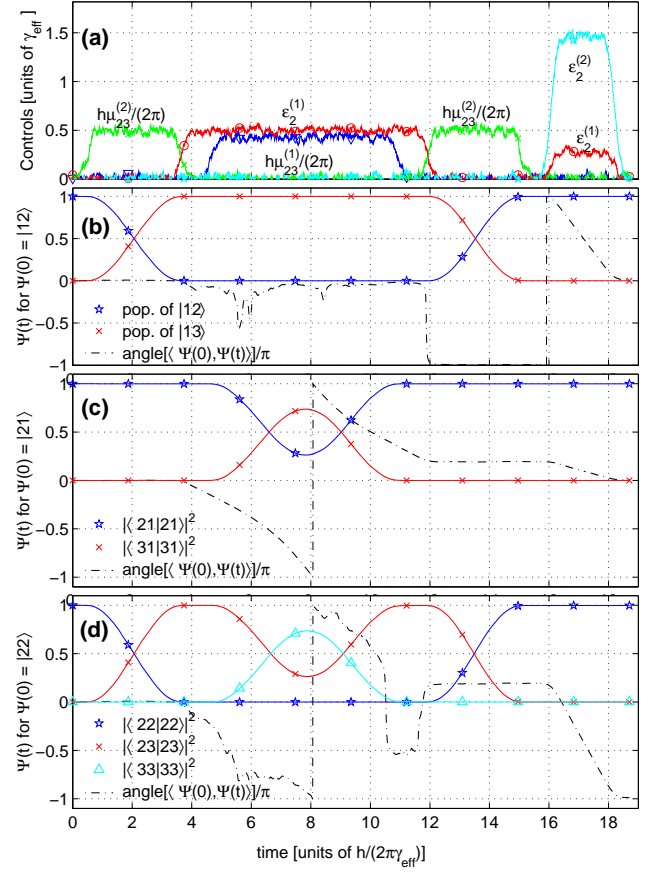 (a)
Controls [units of γ_eff]
1.5
1
0.5
0
hμ_23^(2)/(2π)
ε_2^(1)
hμ_23^(1)/(2π)
hμ_23^(2)/(2π)
ε_2^(2)
ε_2^(1)
(b)
Ψ(t) for Ψ(0) = |12⟩
1
0.5
0
−0.5
−1
pop. of |12⟩
pop. of |13⟩
angle[⟨ Ψ(0),Ψ(t)⟩]/π
(c)
Ψ(t) for Ψ(0) = |21⟩
1
0.5
0
−0.5
−1
|⟨ 21|21⟩|²
|⟨ 31|31⟩|²
angle[⟨ Ψ(0),Ψ(t)⟩]/π
(d)
Ψ(t) for Ψ(0) = |22⟩
1
0.5
0
−0.5
−1
|⟨ 22|22⟩|²
|⟨ 23|23⟩|²
|⟨ 33|33⟩|²
angle[⟨ Ψ(0),Ψ(t)⟩]/π
0 2 4 6 8 10 12 14 16 18
time [units of h/(2πγ_eff)]